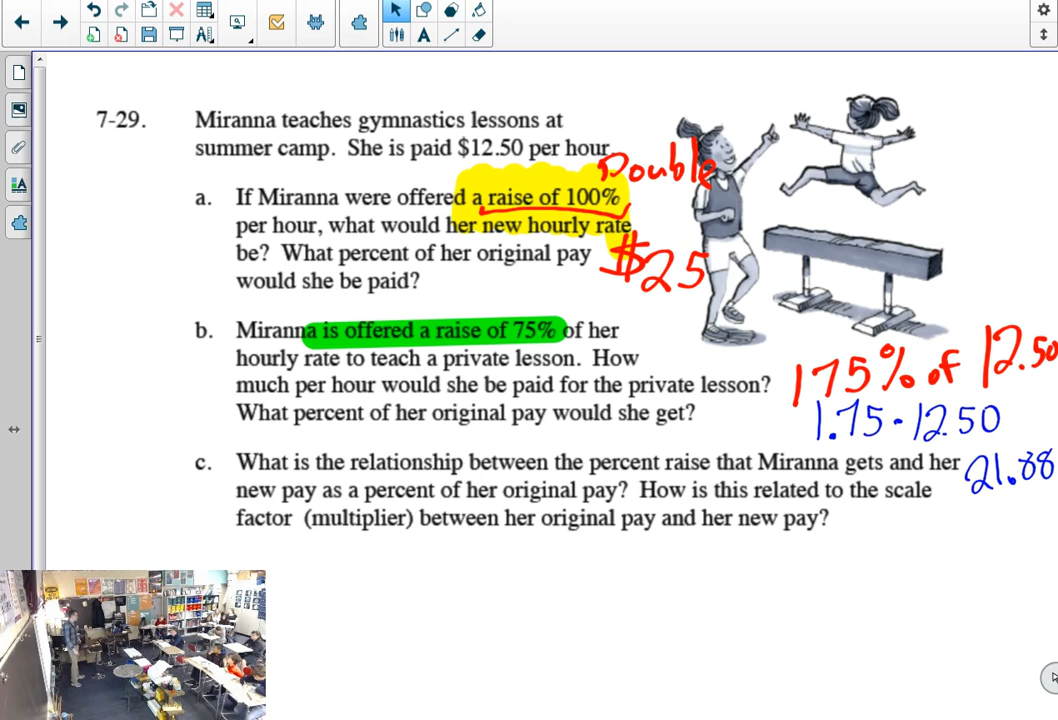 7-29. Miranna teaches gymnastics lessons at
summer camp. She is paid $12.50 per hour.
Double
a. If Miranna were offered a raise of 100%
per hour, what would her new hourly rate
be? What percent of her original pay
would she be paid?
$25
b. Miranna is offered a raise of 75% of her
hourly rate to teach a private lesson. How
much per hour would she be paid for the private lesson?
What percent of her original pay would she get?
175% of 12.50
1.75 · 12.50
21.88
c. What is the relationship between the percent raise that Miranna gets and her
new pay as a percent of her original pay? How is this related to the scale
factor (multiplier) between her original pay and her new pay?